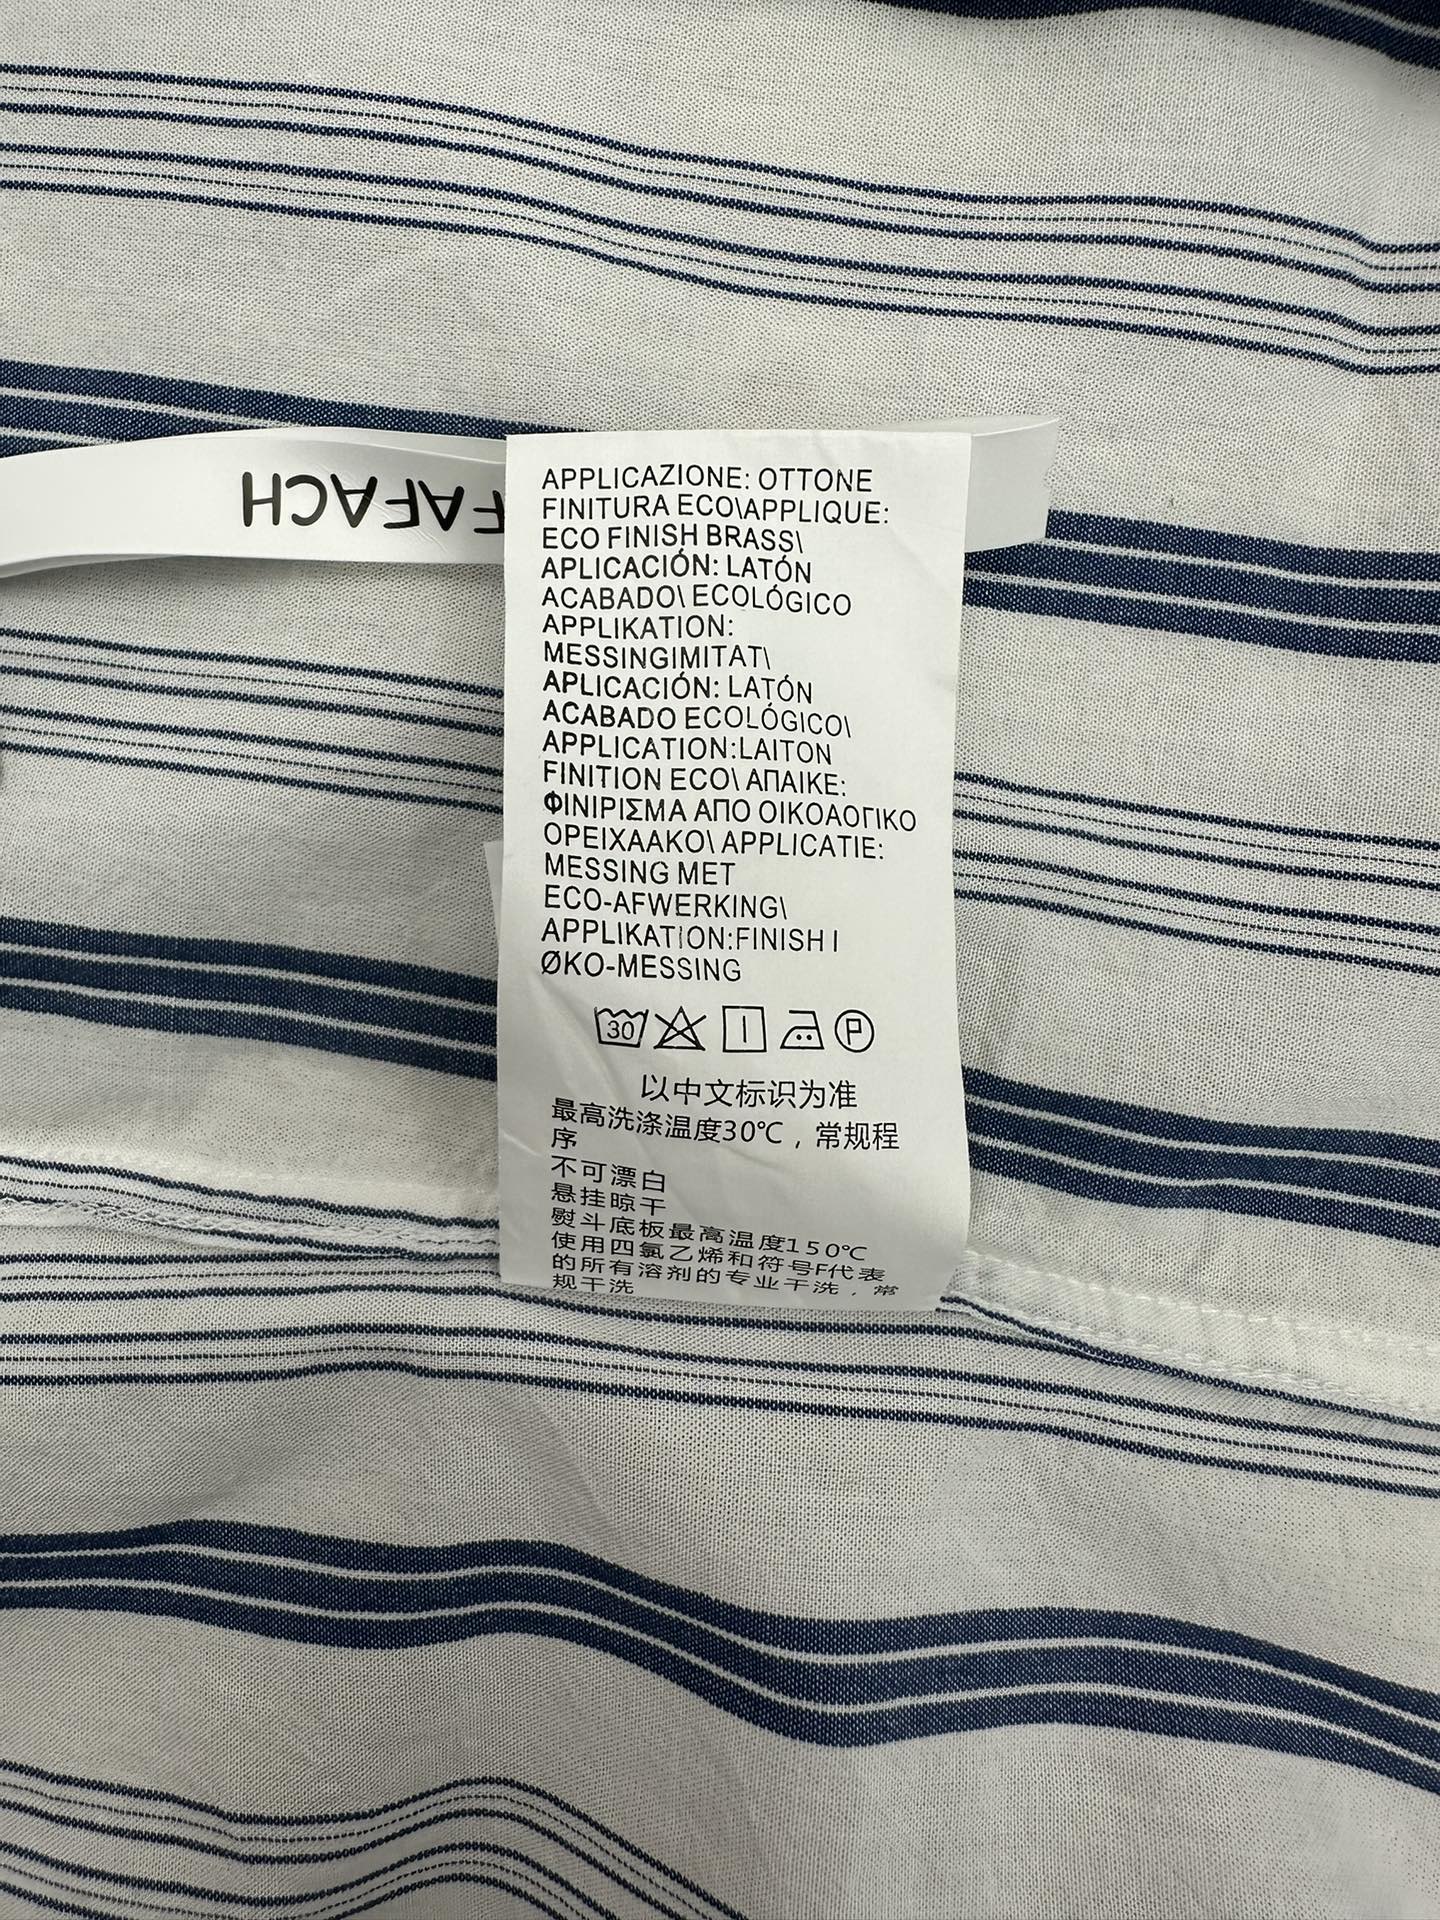 FAFACH
APPLICAZIONE: OTTONE
FINITURA ECO\APPLIQUE:
ECO FINISH BRASS\
APLICACIÓN: LATÓN
ACABADO\ ECOLÓGICO
APPLIKATION:
MESSINGIMITAT\
APLICACIÓN: LATÓN
ACABADO ECOLÓGICO\
APPLICATION:LAITON
FINITION ECO\ ΑΠΑΙΚΕ:
ΦΙΝΙΡΙΣΜΑ ΑΠΟ ΟΙΚΟΑΟΓΙΚΟ
ΟΡΕΙΧΑΑΚΟ\ APPLICATIE:
MESSING MET
ECO-AFWERKING\
APPLIKATION:FINISH I
ØKO-MESSING
30 P
以中文标识为准
最高洗涤温度30℃，常规程
序
不可漂白
悬挂晾干
熨斗底板最高温度150℃
使用四氯乙烯和符号F代表
的所有溶剂的专业干洗，常
规干洗